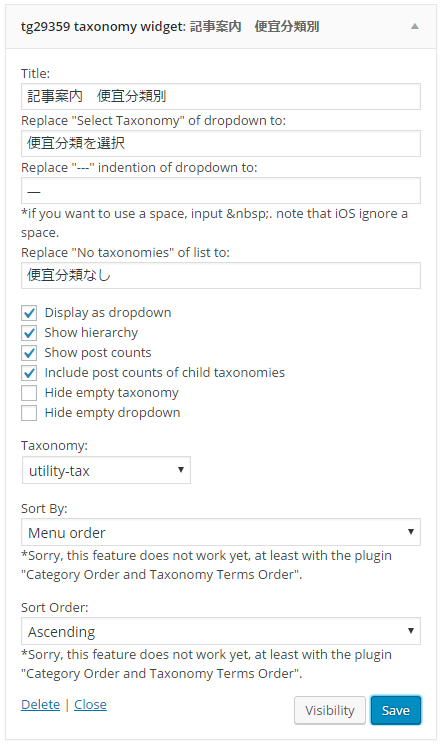 tg29359 taxonomy widget: 記事案内　便宜分類別
Title:
記事案内　便宜分類別
Replace "Select Taxonomy" of dropdown to:
便宜分類を選択
Replace "---" indention of dropdown to:
—
*if you want to use a space, input &nbsp;. note that iOS ignore a
space.
Replace "No taxonomies" of list to:
便宜分類なし
Display as dropdown
Show hierarchy
Show post counts
Include post counts of child taxonomies
Hide empty taxonomy
Hide empty dropdown
Taxonomy:
utility-tax
Sort By:
Menu order
*Sorry, this feature does not work yet, at least with the plugin
"Category Order and Taxonomy Terms Order".
Sort Order:
Ascending
*Sorry, this feature does not work yet, at least with the plugin
"Category Order and Taxonomy Terms Order".
Delete | Close Visibility Save